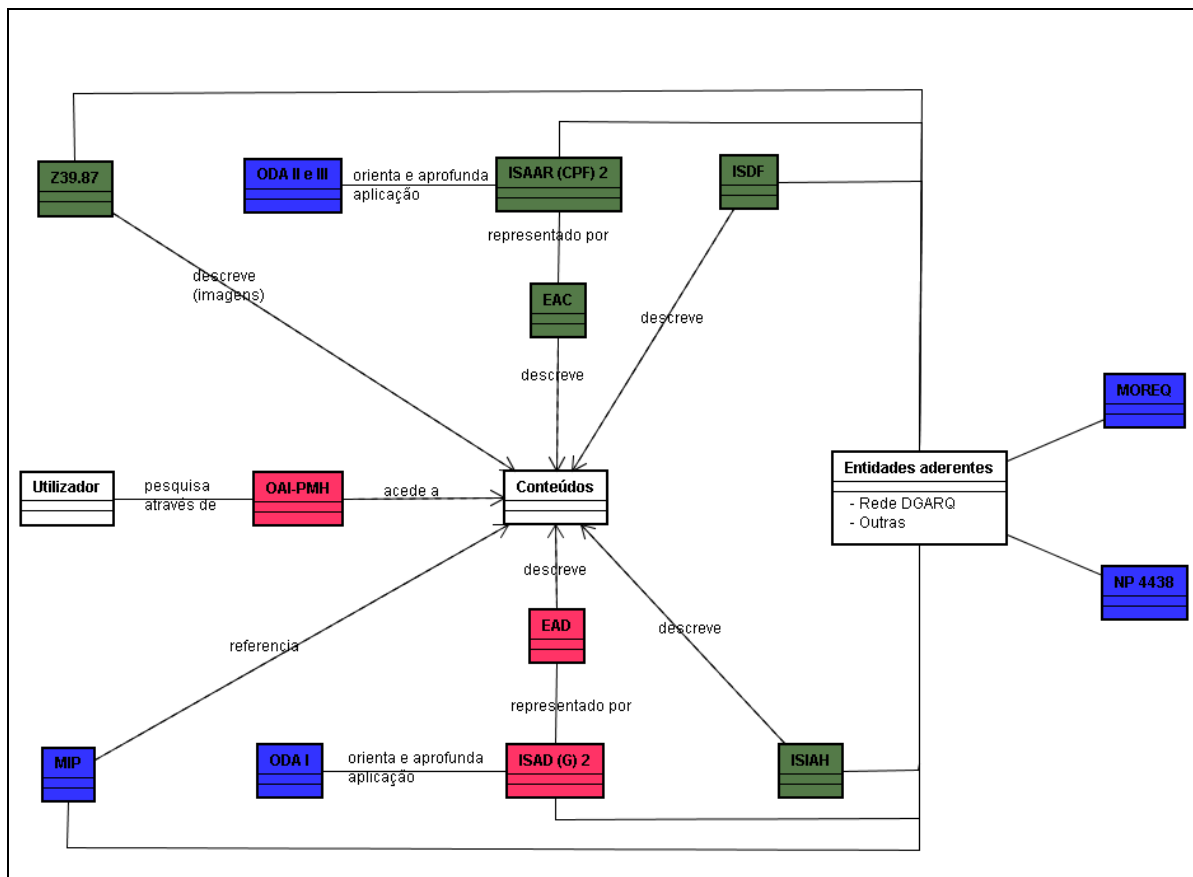 Z39.87
ODA II e III
orienta e aprofunda
aplicação
ISAAR (CPF) 2
ISDF
representado por
descreve
(imagens)
EAC
descreve
descreve
MOREQ
Utilizador
pesquisa
através de
OAI-PMH
acede a
Conteúdos
Entidades aderentes
- Rede DGARQ
- Outras
descreve
NP 4438
EAD
descreve
referencia
representado por
MIP
ODA I
orienta e aprofunda
aplicação
ISAD (G) 2
ISIAH